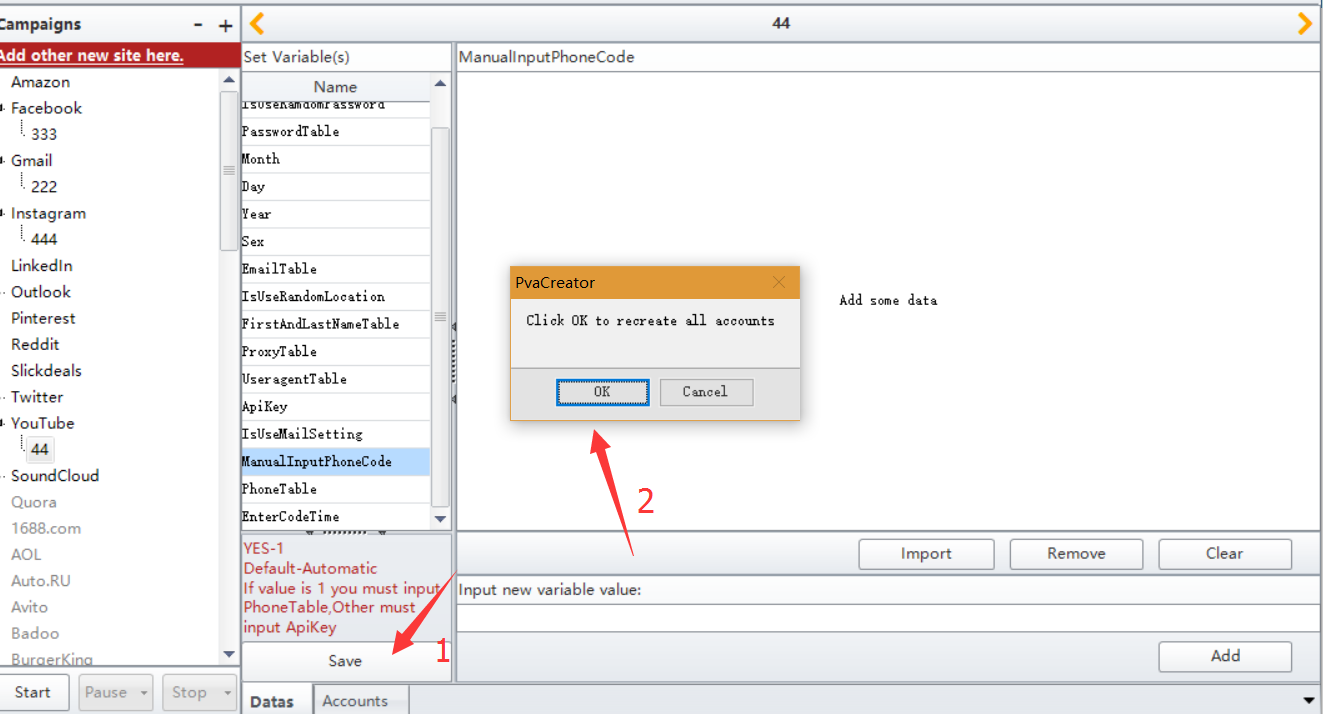 Campaigns - +
44
Add other new site here.
Set Variable(s)
ManualInputPhoneCode
Name
Amazon
Facebook
333
Gmail
222
Instagram
444
LinkedIn
Outlook
Pinterest
Reddit
Slickdeals
Twitter
YouTube
44
SoundCloud
Quora
1688.com
AOL
Auto.RU
Avito
Badoo
BurgerKing
IsUseRamdomPassword
PasswordTable
Month
Day
Year
Sex
EmailTable
IsUseRandomLocation
FirstAndLastNameTable
ProxyTable
UseragentTable
ApiKey
IsUseMailSetting
ManualInputPhoneCode
PhoneTable
EnterCodeTime
PvaCreator
Click OK to recreate all accounts
OK
Cancel
2
Add some data
YES-1
Default-Automatic
If value is 1 you must input
PhoneTable,Other must
input ApiKey
1
Save
Import
Remove
Clear
Input new variable value:
Add
Start
Pause
Stop
Datas
Accounts